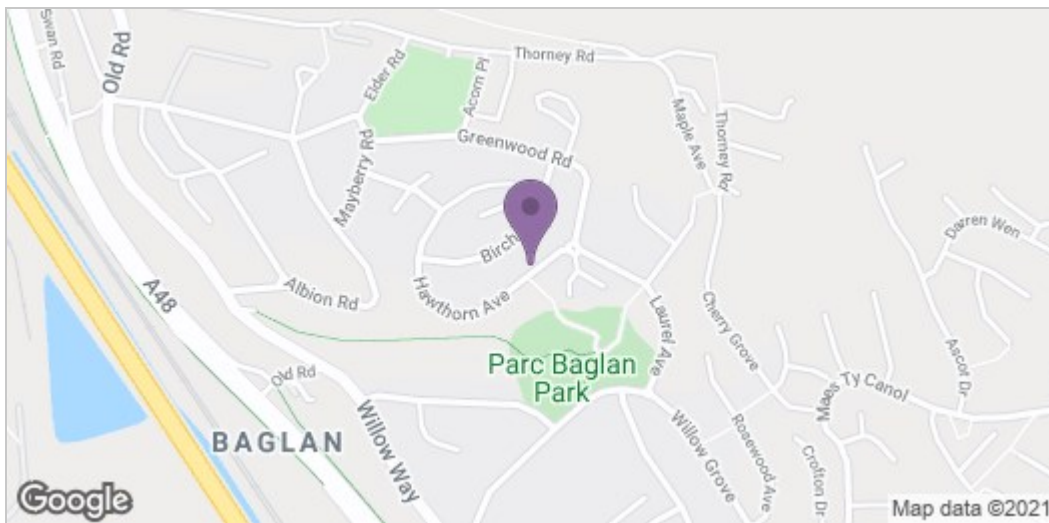 Swan Rd
Old Rd
Elder Rd
Acorn Pl
Thorney Rd
Maple Ave
Thorney Rd
Greenwood Rd
Mayberry Rd
Birch
Darren Wen
A48
Albion Rd
Hawthorn Ave
Laurel Ave
Cherry Grove
Parc Baglan
Park
Ascot Dr
Maes Ty Canol
Old Rd
BAGLAN
Willow Way
Willow Grove
Rosewood Ave
Crofton Dr
Google
Map data ©2021